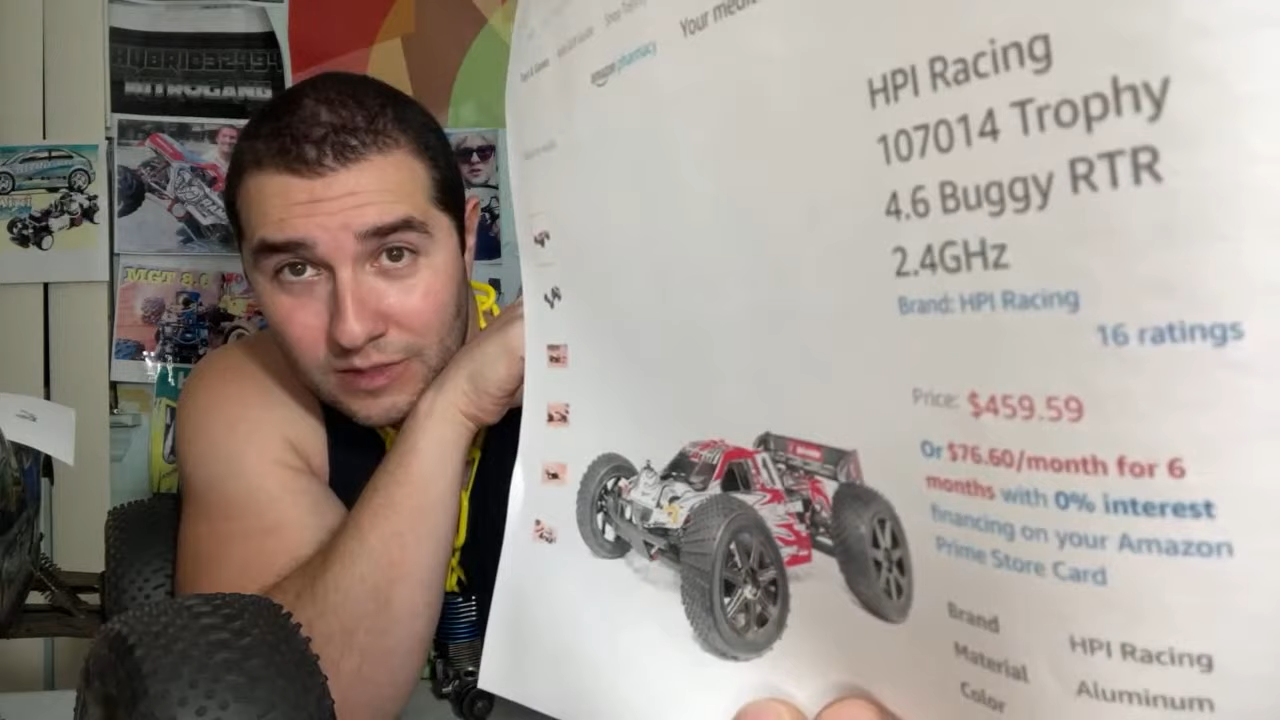 HYBRID32494
NITROGANG
MGT 8.0
Your
amazon pharmacy
HPI Racing
107014 Trophy
4.6 Buggy RTR
2.4GHz
Brand: HPI Racing
16 ratings
Price: $459.59
Or $76.60/month for 6
months with 0% interest
financing on your Amazon
Prime Store Card
Brand HPI Racing
Material Aluminum
Color